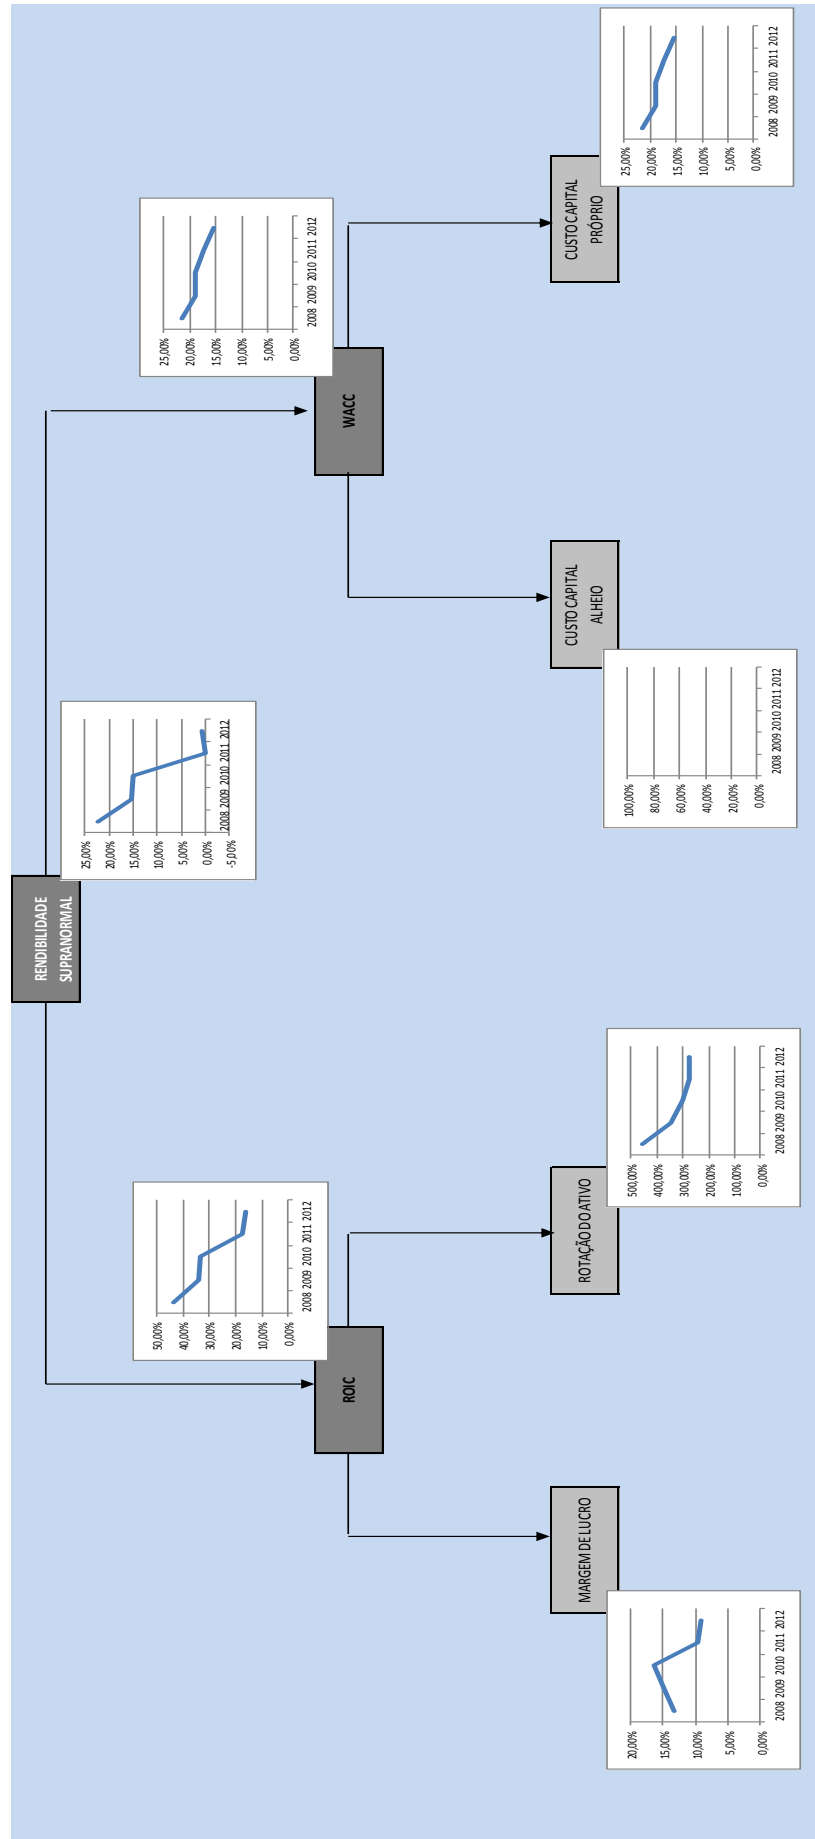 RENDIBILIDADE
SUPRANORMAL
25,00%
20,00%
15,00%
10,00%
5,00%
0,00%
-5,00%
2008 2009 2010 2011 2012
ROIC
50,00%
40,00%
30,00%
20,00%
10,00%
0,00%
2008 2009 2010 2011 2012
WACC
25,00%
20,00%
15,00%
10,00%
5,00%
0,00%
2008 2009 2010 2011 2012
MARGEM DE LUCRO
20,00%
15,00%
10,00%
5,00%
0,00%
2008 2009 2010 2011 2012
ROTAÇÃO DO ATIVO
500,00%
400,00%
300,00%
200,00%
100,00%
0,00%
2008 2009 2010 2011 2012
CUSTO CAPITAL
ALHEIO
100,00%
80,00%
60,00%
40,00%
20,00%
0,00%
2008 2009 2010 2011 2012
CUSTO CAPITAL
PRÓPRIO
25,00%
20,00%
15,00%
10,00%
5,00%
0,00%
2008 2009 2010 2011 2012